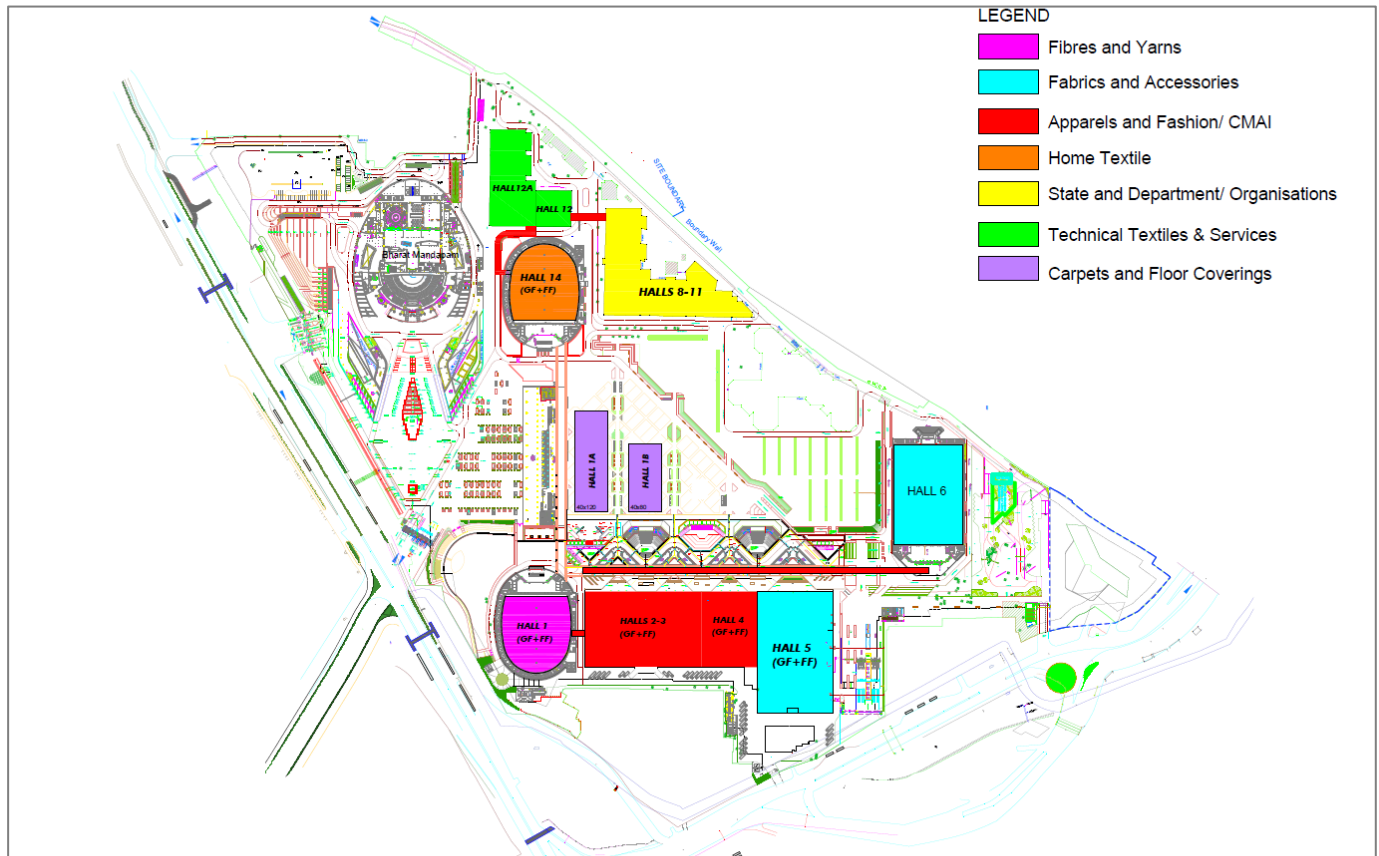 LEGEND
Fibres and Yarns
Fabrics and Accessories
Apparels and Fashion/ CMAI
Home Textile
State and Department/ Organisations
Technical Textiles & Services
Carpets and Floor Coverings
SITE BOUNDARY
Boundary Wall
HALL12A
HALL 12
Bharat Mandapam
HALL 14
(GF+FF)
HALLS 8-11
HALL 1A
40x120
HALL 1B
40x80
HALL 6
HALL 1
(GF+FF)
HALLS 2-3
(GF+FF)
HALL 4
(GF+FF)
HALL 5
(GF+FF)